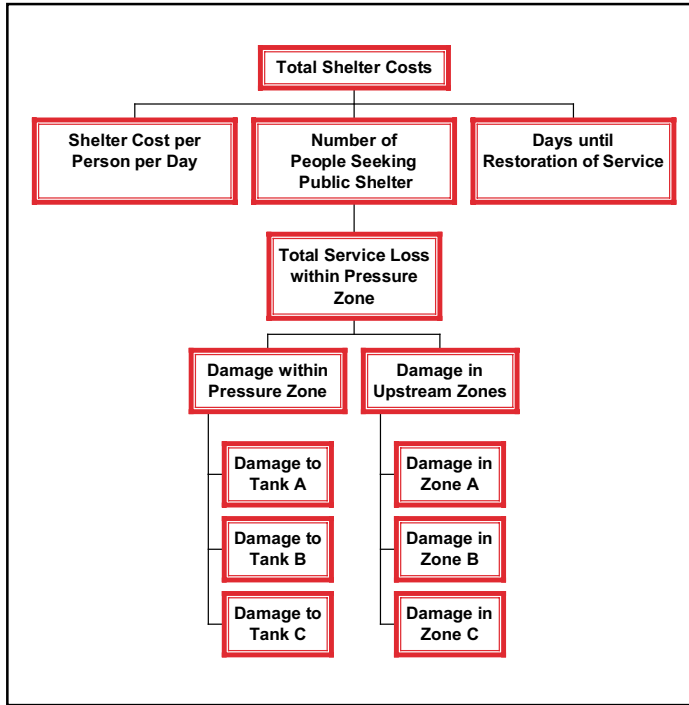 Total Shelter Costs
Shelter Cost per
Person per Day
Number of
People Seeking
Public Shelter
Days until
Restoration of Service
Total Service Loss
within Pressure
Zone
Damage within
Pressure Zone
Damage in
Upstream Zones
Damage to
Tank A
Damage in
Zone A
Damage to
Tank B
Damage in
Zone B
Damage to
Tank C
Damage in
Zone C